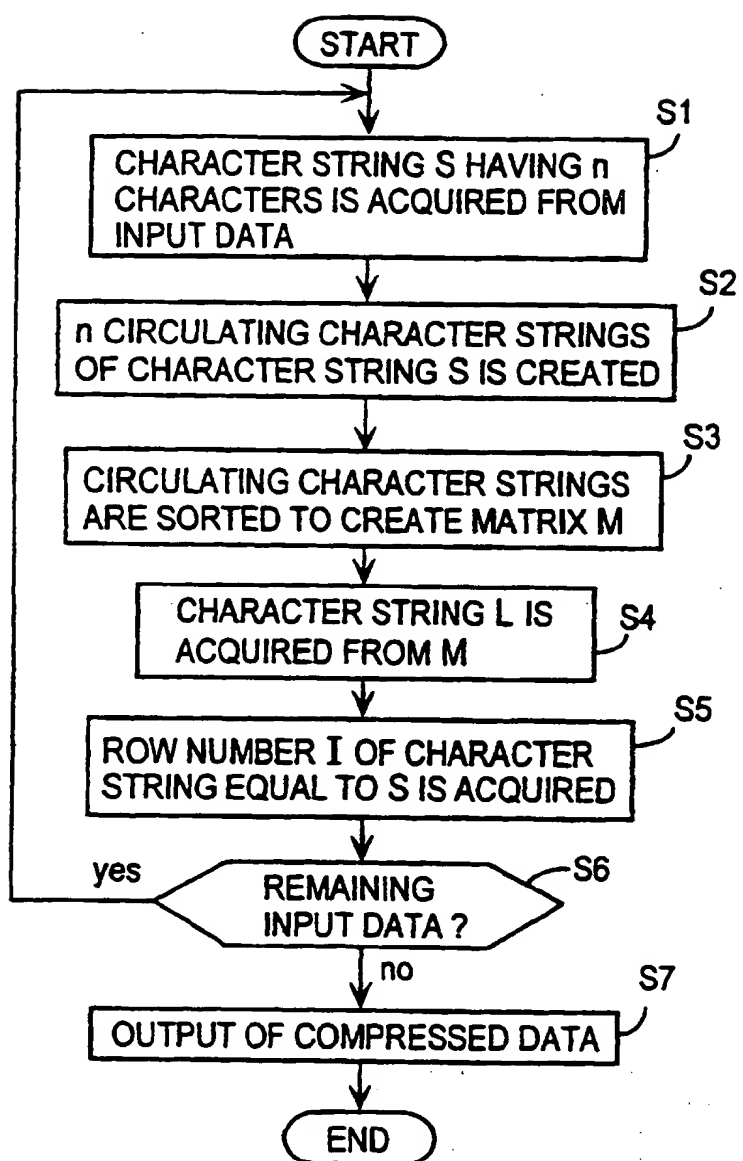 START
S1
CHARACTER STRING S HAVING n
CHARACTERS IS ACQUIRED FROM
INPUT DATA
S2
n CIRCULATING CHARACTER STRINGS
OF CHARACTER STRING S IS CREATED
S3
CIRCULATING CHARACTER STRINGS
ARE SORTED TO CREATE MATRIX M
CHARACTER STRING L IS
ACQUIRED FROM M
S4
S5
ROW NUMBER I OF CHARACTER
STRING EQUAL TO S IS ACQUIRED
yes
S6
REMAINING
INPUT DATA ?
no
S7
OUTPUT OF COMPRESSED DATA
END